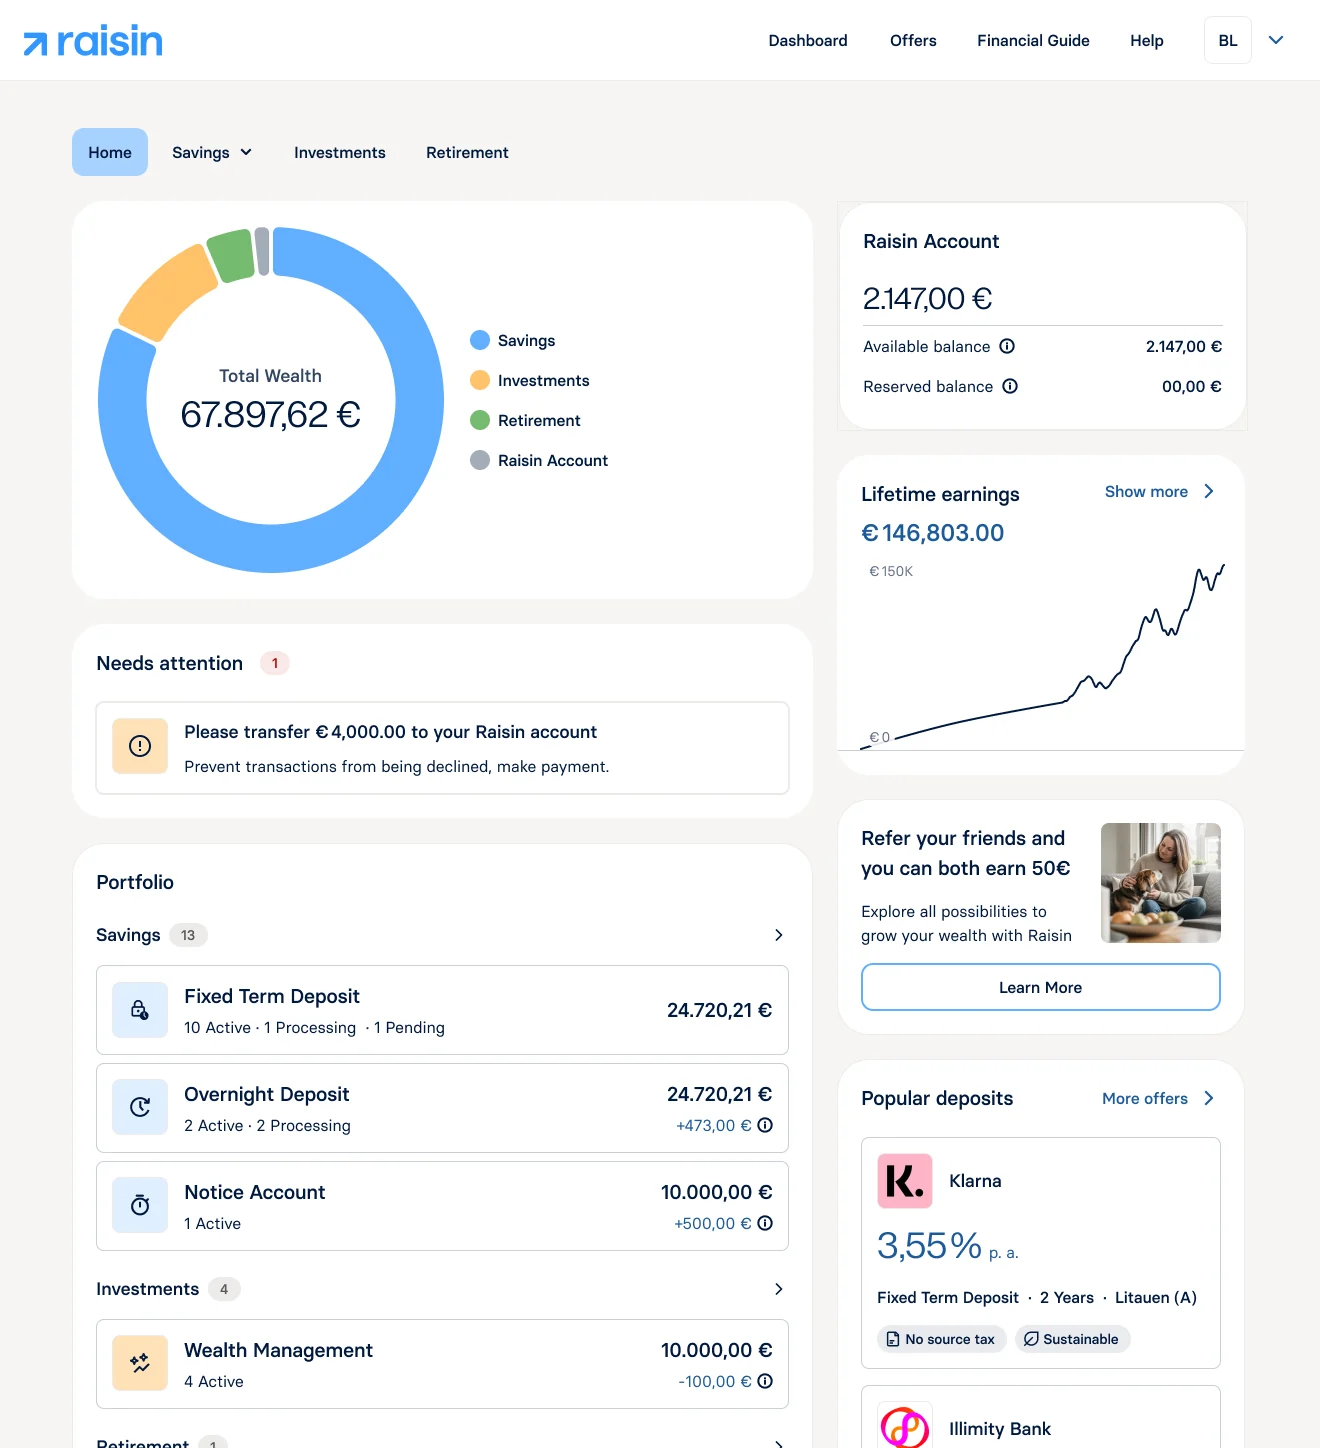 raisin
Dashboard
Offers
Financial Guide
Help
BL
Home
Savings
Investments
Retirement
Total Wealth
67.897,62 €
Savings
Investments
Retirement
Raisin Account
Needs attention 1
Please transfer €4,000.00 to your Raisin account
Prevent transactions from being declined, make payment.
Portfolio
Savings 13
Fixed Term Deposit
24.720,21 €
10 Active · 1 Processing · 1 Pending
Overnight Deposit
24.720,21 €
2 Active · 2 Processing
+473,00 €
Notice Account
10.000,00 €
1 Active
+500,00 €
Investments 4
Wealth Management
10.000,00 €
4 Active
-100,00 €
Retirement 1
Raisin Account
2.147,00 €
Available balance
2.147,00 €
Reserved balance
00,00 €
Lifetime earnings
Show more
€146,803.00
€150K
€0
Refer your friends and
you can both earn 50€
Explore all possibilities to
grow your wealth with Raisin
Learn More
Popular deposits
More offers
K.
Klarna
3,55% p. a.
Fixed Term Deposit · 2 Years · Litauen (A)
No source tax
Sustainable
Illimity Bank